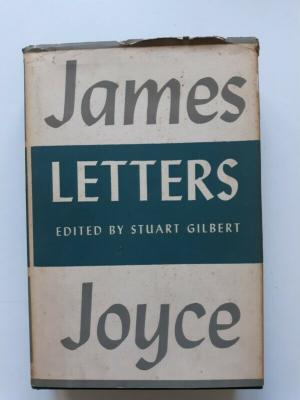 James
LETTERS
EDITED BY STUART GILBERT
Joyce